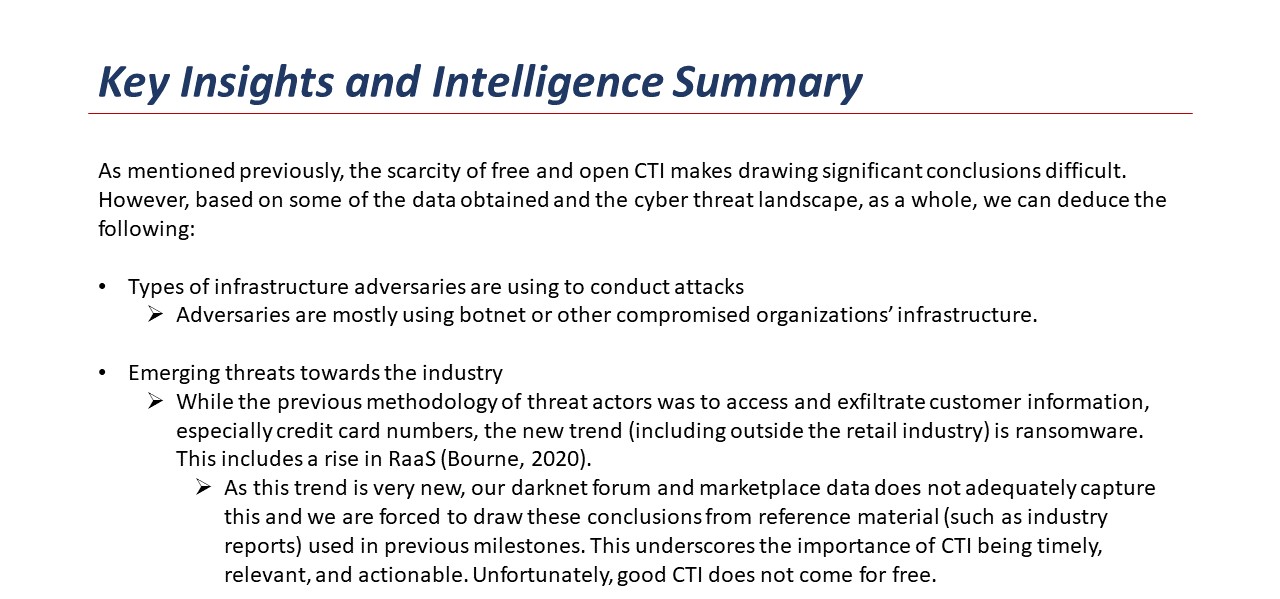 Key Insights and Intelligence Summary
As mentioned previously, the scarcity of free and open CTI makes drawing significant conclusions difficult.
However, based on some of the data obtained and the cyber threat landscape, as a whole, we can deduce the
following:
• Types of infrastructure adversaries are using to conduct attacks
➢ Adversaries are mostly using botnet or other compromised organizations’ infrastructure.
• Emerging threats towards the industry
➢ While the previous methodology of threat actors was to access and exfiltrate customer information,
especially credit card numbers, the new trend (including outside the retail industry) is ransomware.
This includes a rise in RaaS (Bourne, 2020).
➢ As this trend is very new, our darknet forum and marketplace data does not adequately capture
this and we are forced to draw these conclusions from reference material (such as industry
reports) used in previous milestones. This underscores the importance of CTI being timely,
relevant, and actionable. Unfortunately, good CTI does not come for free.